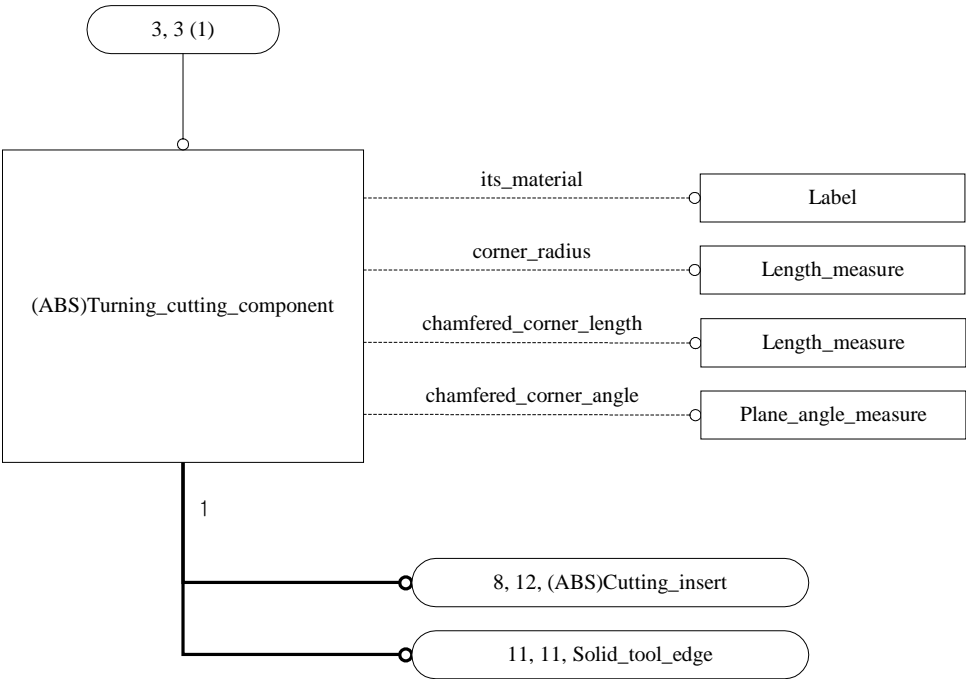 3, 3 (1)
its_material
Label
corner_radius
Length_measure
(ABS)Turning_cutting_component
chamfered_corner_length
Length_measure
chamfered_corner_angle
Plane_angle_measure
1
8, 12, (ABS)Cutting_insert
11, 11, Solid_tool_edge